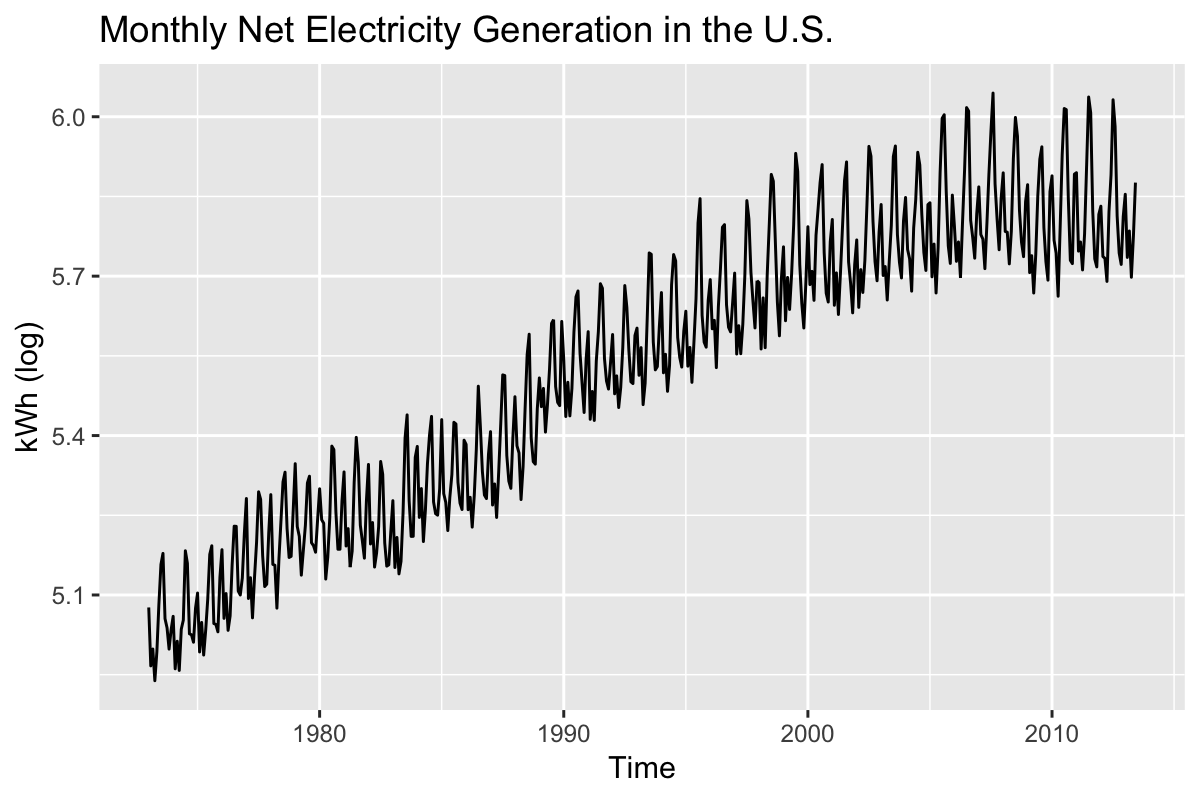 Monthly Net Electricity Generation in the U.S.
kWh (log)
6.0
5.7
5.4
5.1
1980 1990 2000 2010
Time